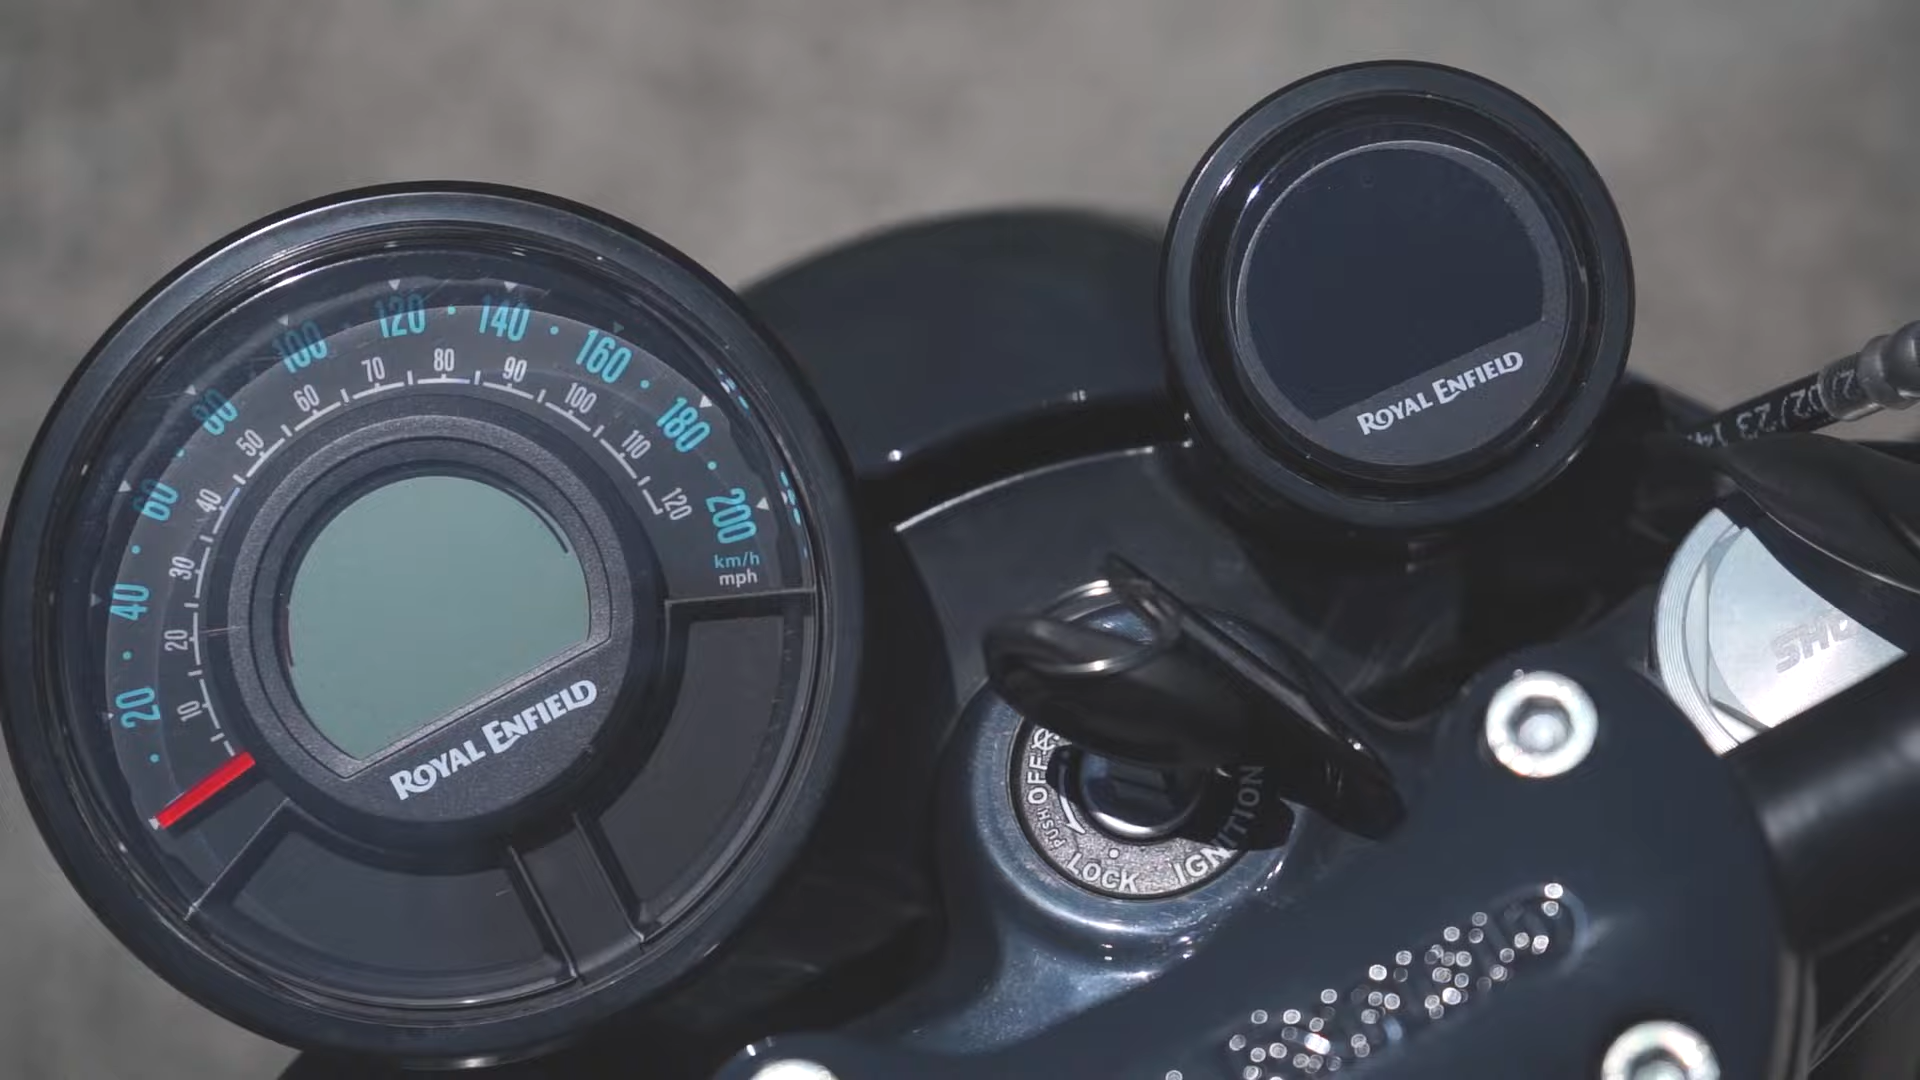 20 40 60 80 100 120 140 160 180 200
km/h
mph
10 20 30 40 50 60 70 80 90 100 110 120
ROYAL ENFIELD
ROYAL ENFIELD
OFF
PUSH
LOCK
IGNITION